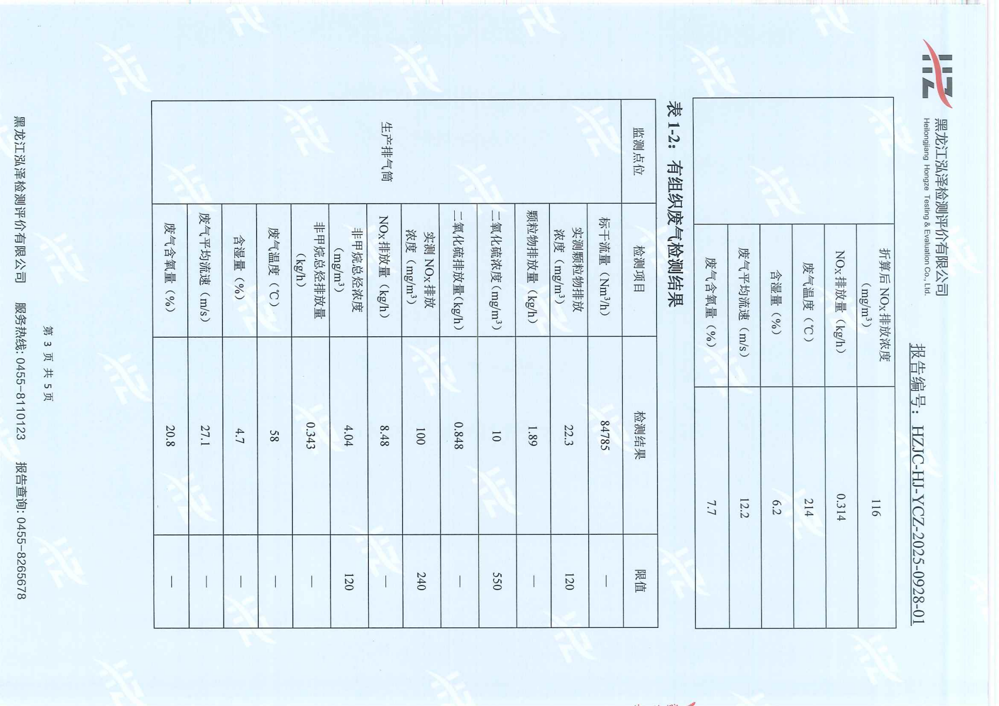 HZ 黑龙江泓泽检测评价有限公司
Heilongjiang Hongze Testing & Evaluation Co., Ltd.
报告编号：HZJC-HJ-YCZ-2025-0928-01
折算后 NOx 排放浓度
（mg/m³） 116
NOx 排放量（kg/h） 0.314
废气温度（℃） 214
含湿量（%） 6.2
废气平均流速（m/s） 12.2
废气含氧量（%） 7.7
表 1-2：有组织废气检测结果
监测点位 检测项目 检测结果 限值
生产排气筒
标干流量（Nm³/h） 84785 —
实测颗粒物排放
浓度（mg/m³） 22.3 120
颗粒物排放量（kg/h） 1.89 —
二氧化硫浓度(mg/m³) 10 550
二氧化硫排放量(kg/h) 0.848 —
实测 NOx 排放
浓度（mg/m³） 100 240
NOx 排放量（kg/h） 8.48 —
非甲烷总烃浓度
（mg/m³） 4.04 120
非甲烷总烃排放量
（kg/h） 0.343 —
废气温度（℃） 58 —
含湿量（%） 4.7 —
废气平均流速（m/s） 27.1 —
废气含氧量（%） 20.8 —
第 3 页 共 5 页
黑龙江泓泽检测评价有限公司 服务热线: 0455-8110123 报告查询: 0455-8265678